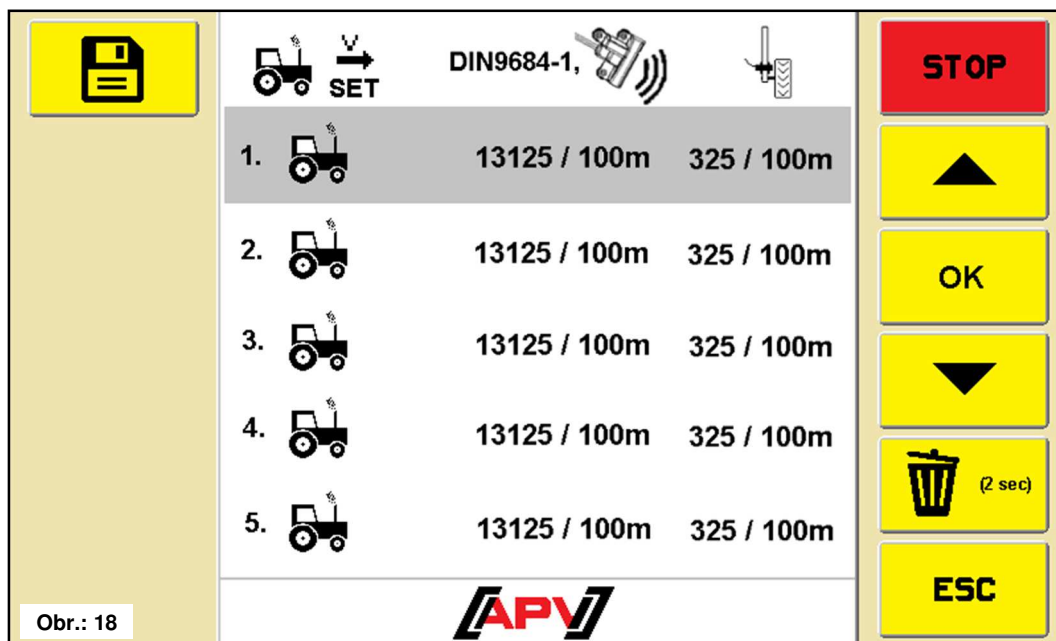 V
SET
DIN9684-1,
STOP
1. 13125 / 100m 325 / 100m
2. 13125 / 100m 325 / 100m
OK
3. 13125 / 100m 325 / 100m
4. 13125 / 100m 325 / 100m
(2 sec)
5. 13125 / 100m 325 / 100m
ESC
APV
Obr.: 18